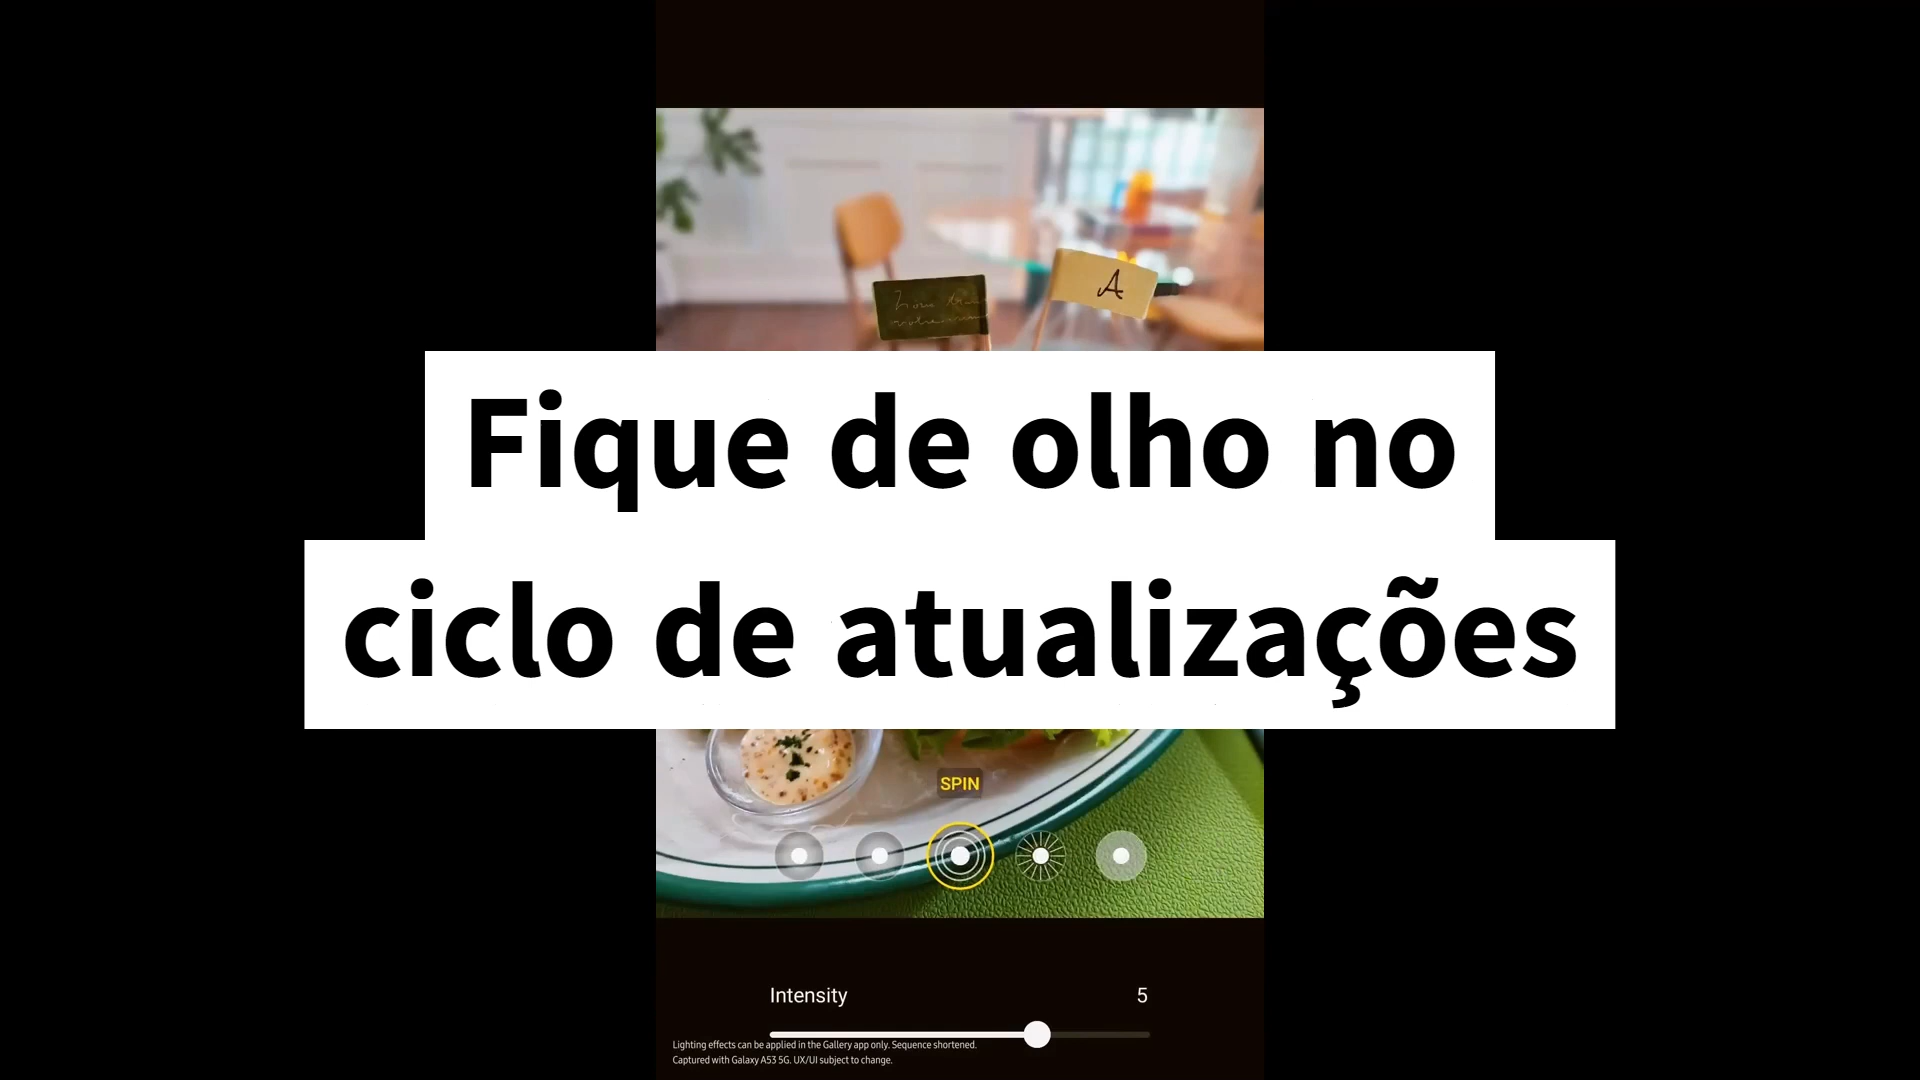 A
Fique de olho no
ciclo de atualizações
SPIN
Intensity 5
Lighting effects can be applied in the Gallery app only. Sequence shortened.
Captured with Galaxy A53 5G. UX/UI subject to change.